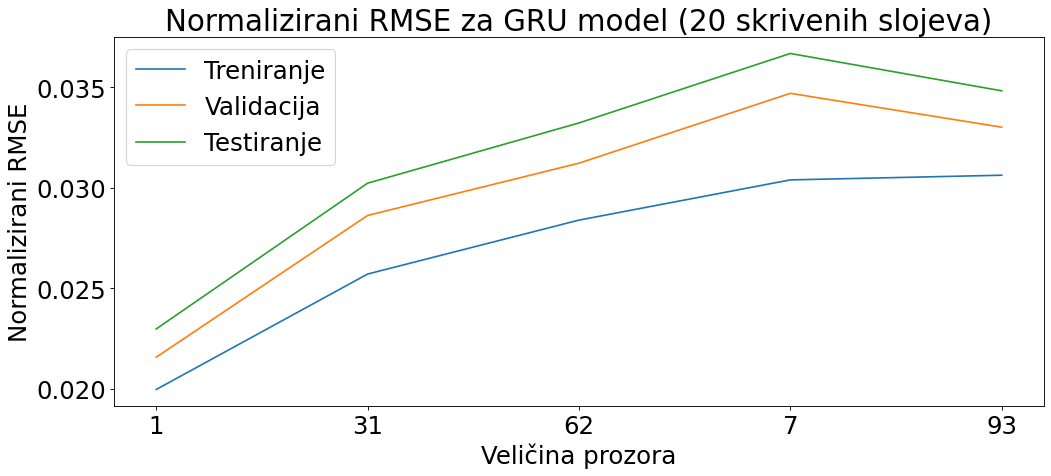 Normalizirani RMSE za GRU model (20 skrivenih slojeva)
Treniranje
Validacija
Testiranje
Normalizirani RMSE
0.035
0.030
0.025
0.020
1 31 62 7 93
Veličina prozora